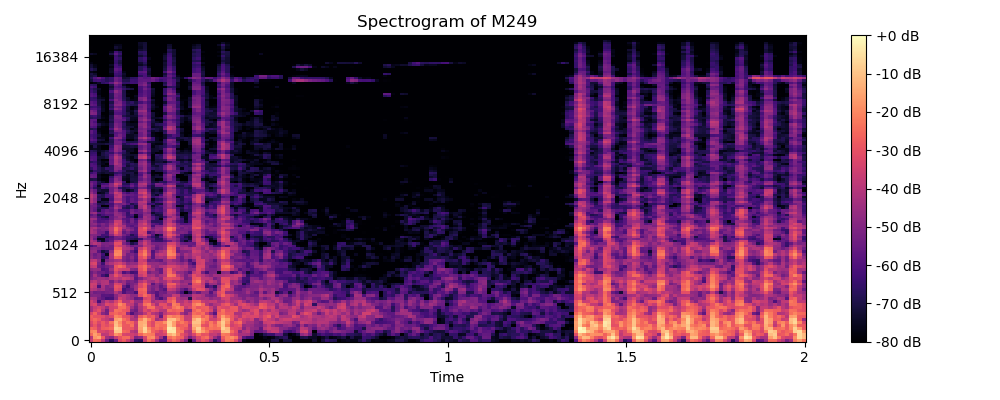 Spectrogram of M249
Hz
16384
8192
4096
2048
1024
512
0
0 0.5 1 1.5 2
Time
+0 dB
-10 dB
-20 dB
-30 dB
-40 dB
-50 dB
-60 dB
-70 dB
-80 dB